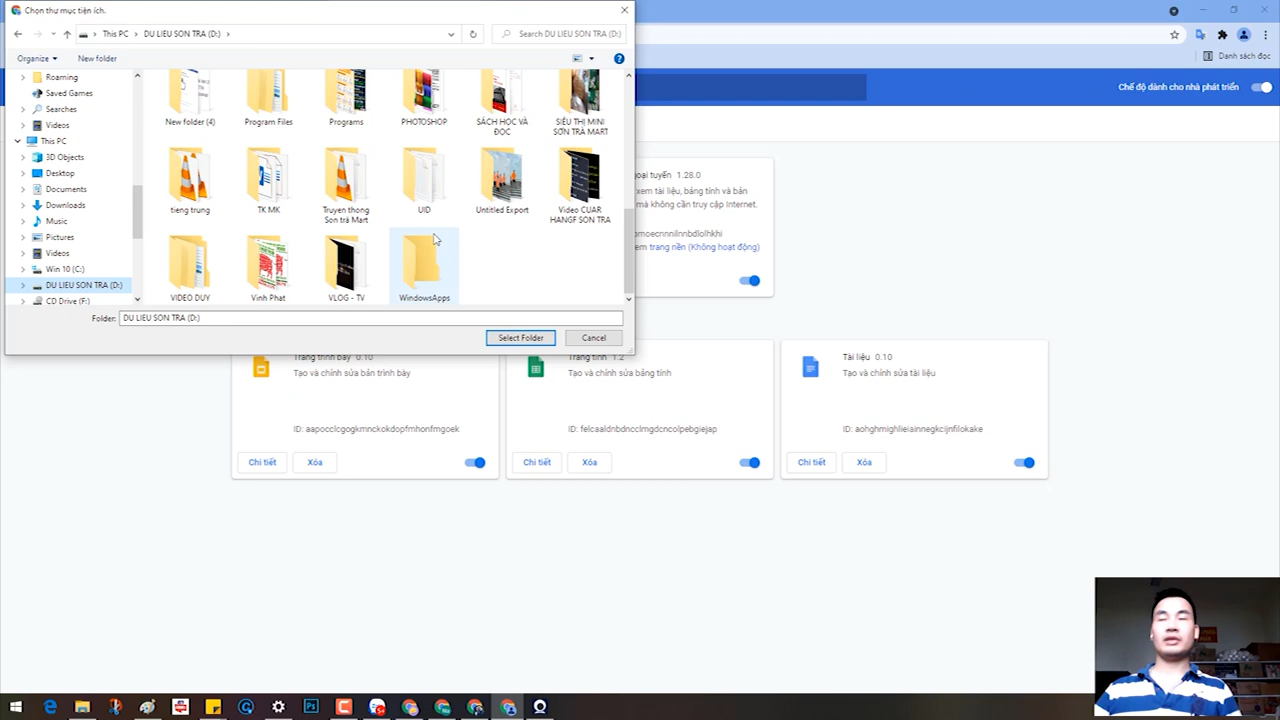 Chọn thư mục tiện ích.
This PC
DU LIEU SON TRA (D:)
Search DU LIEU SON TRA (D:)
Organize
New folder
Danh sách đọc
Roaming
Saved Games
Searches
Videos
This PC
3D Objects
Desktop
Documents
Downloads
Music
Pictures
Videos
Win 10 (C:)
DU LIEU SON TRA (D:)
CD Drive (F:)
New folder (4)
Program Files
Programs
PHOTOSHOP
SÁCH HỌC VÀ
ĐỌC
SIÊU THỊ MINI
SƠN TRÀ MART
tieng trung
TK MK
Truyen thong
Son trà Mart
UID
Untitled Export
Video CUAR
HANGF SON TRA
VIDEO DUY
Vinh Phat
VLOG - TV
WindowsApps
Folder:
DU LIEU SON TRA (D:)
Select Folder
Cancel
Chế độ dành cho nhà phát triển
oại tuyến 1.28.0
xem tài liệu, bảng tính và bản
mà không cần truy cập Internet.
omoecnnnilnnbdlolhkhi
em trang nền (Không hoạt động)
Trang trình bày 0.10
Tạo và chỉnh sửa bản trình bày
ID: aapocclcgogkmnckokdopfmhonfmgoek
Chi tiết
Xóa
Trang tính 1.2
Tạo và chỉnh sửa bảng tính
ID: felcaaldnbdncclmgdcncolpebgiejap
Chi tiết
Xóa
Tài liệu 0.10
Tạo và chỉnh sửa tài liệu
ID: aohghmighlieiainnegkcijnfilokake
Chi tiết
Xóa